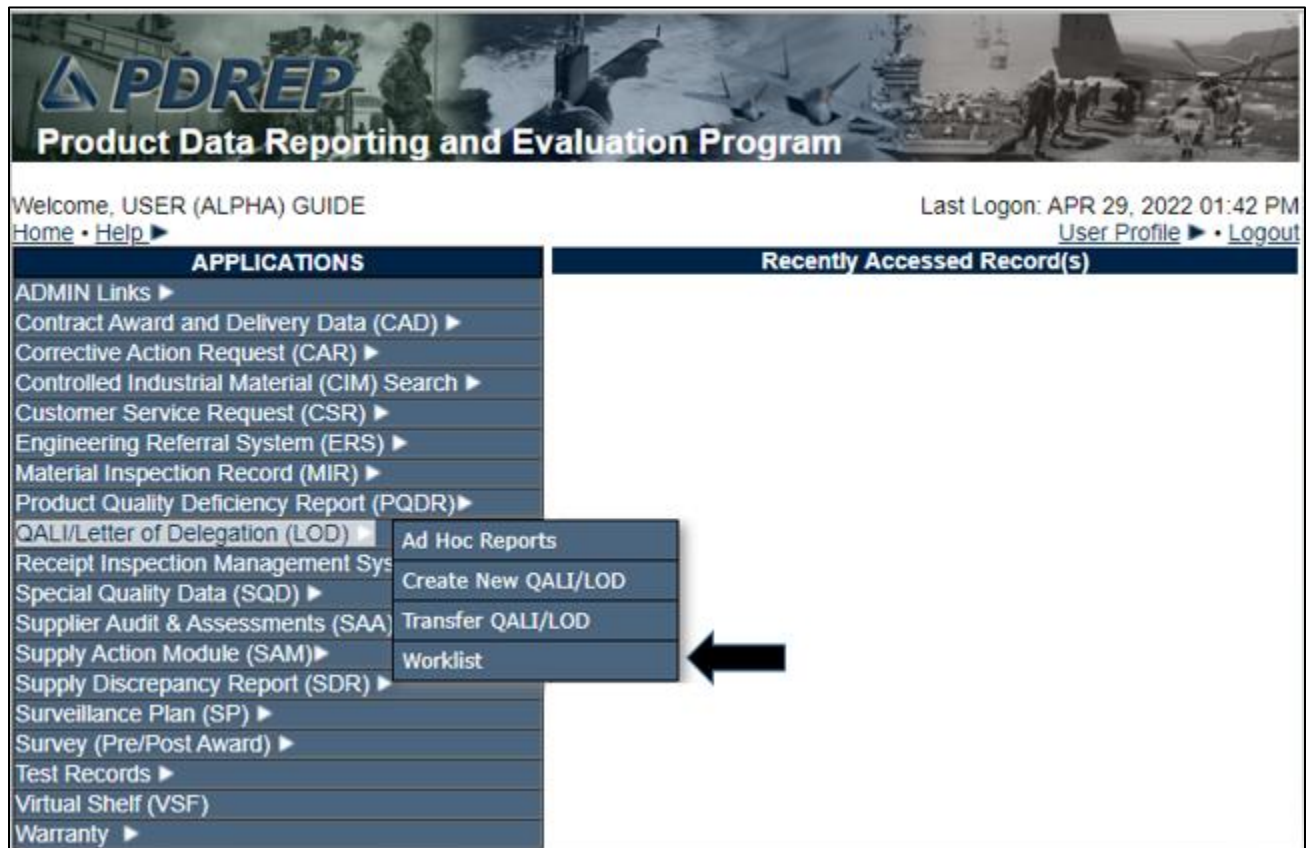 PDREP
Product Data Reporting and Evaluation Program
Welcome, USER (ALPHA) GUIDE
Last Logon: APR 29, 2022 01:42 PM
Home • Help ▶
User Profile ▶ • Logout
APPLICATIONS
Recently Accessed Record(s)
ADMIN Links ▶
Contract Award and Delivery Data (CAD) ▶
Corrective Action Request (CAR) ▶
Controlled Industrial Material (CIM) Search ▶
Customer Service Request (CSR) ▶
Engineering Referral System (ERS) ▶
Material Inspection Record (MIR) ▶
Product Quality Deficiency Report (PQDR)▶
QALI/Letter of Delegation (LOD) ▶
Ad Hoc Reports
Create New QALI/LOD
Transfer QALI/LOD
Worklist
Receipt Inspection Management Sys
Special Quality Data (SQD) ▶
Supplier Audit & Assessments (SAA)
Supply Action Module (SAM)▶
Supply Discrepancy Report (SDR) ▶
Surveillance Plan (SP) ▶
Survey (Pre/Post Award) ▶
Test Records ▶
Virtual Shelf (VSF)
Warranty ▶